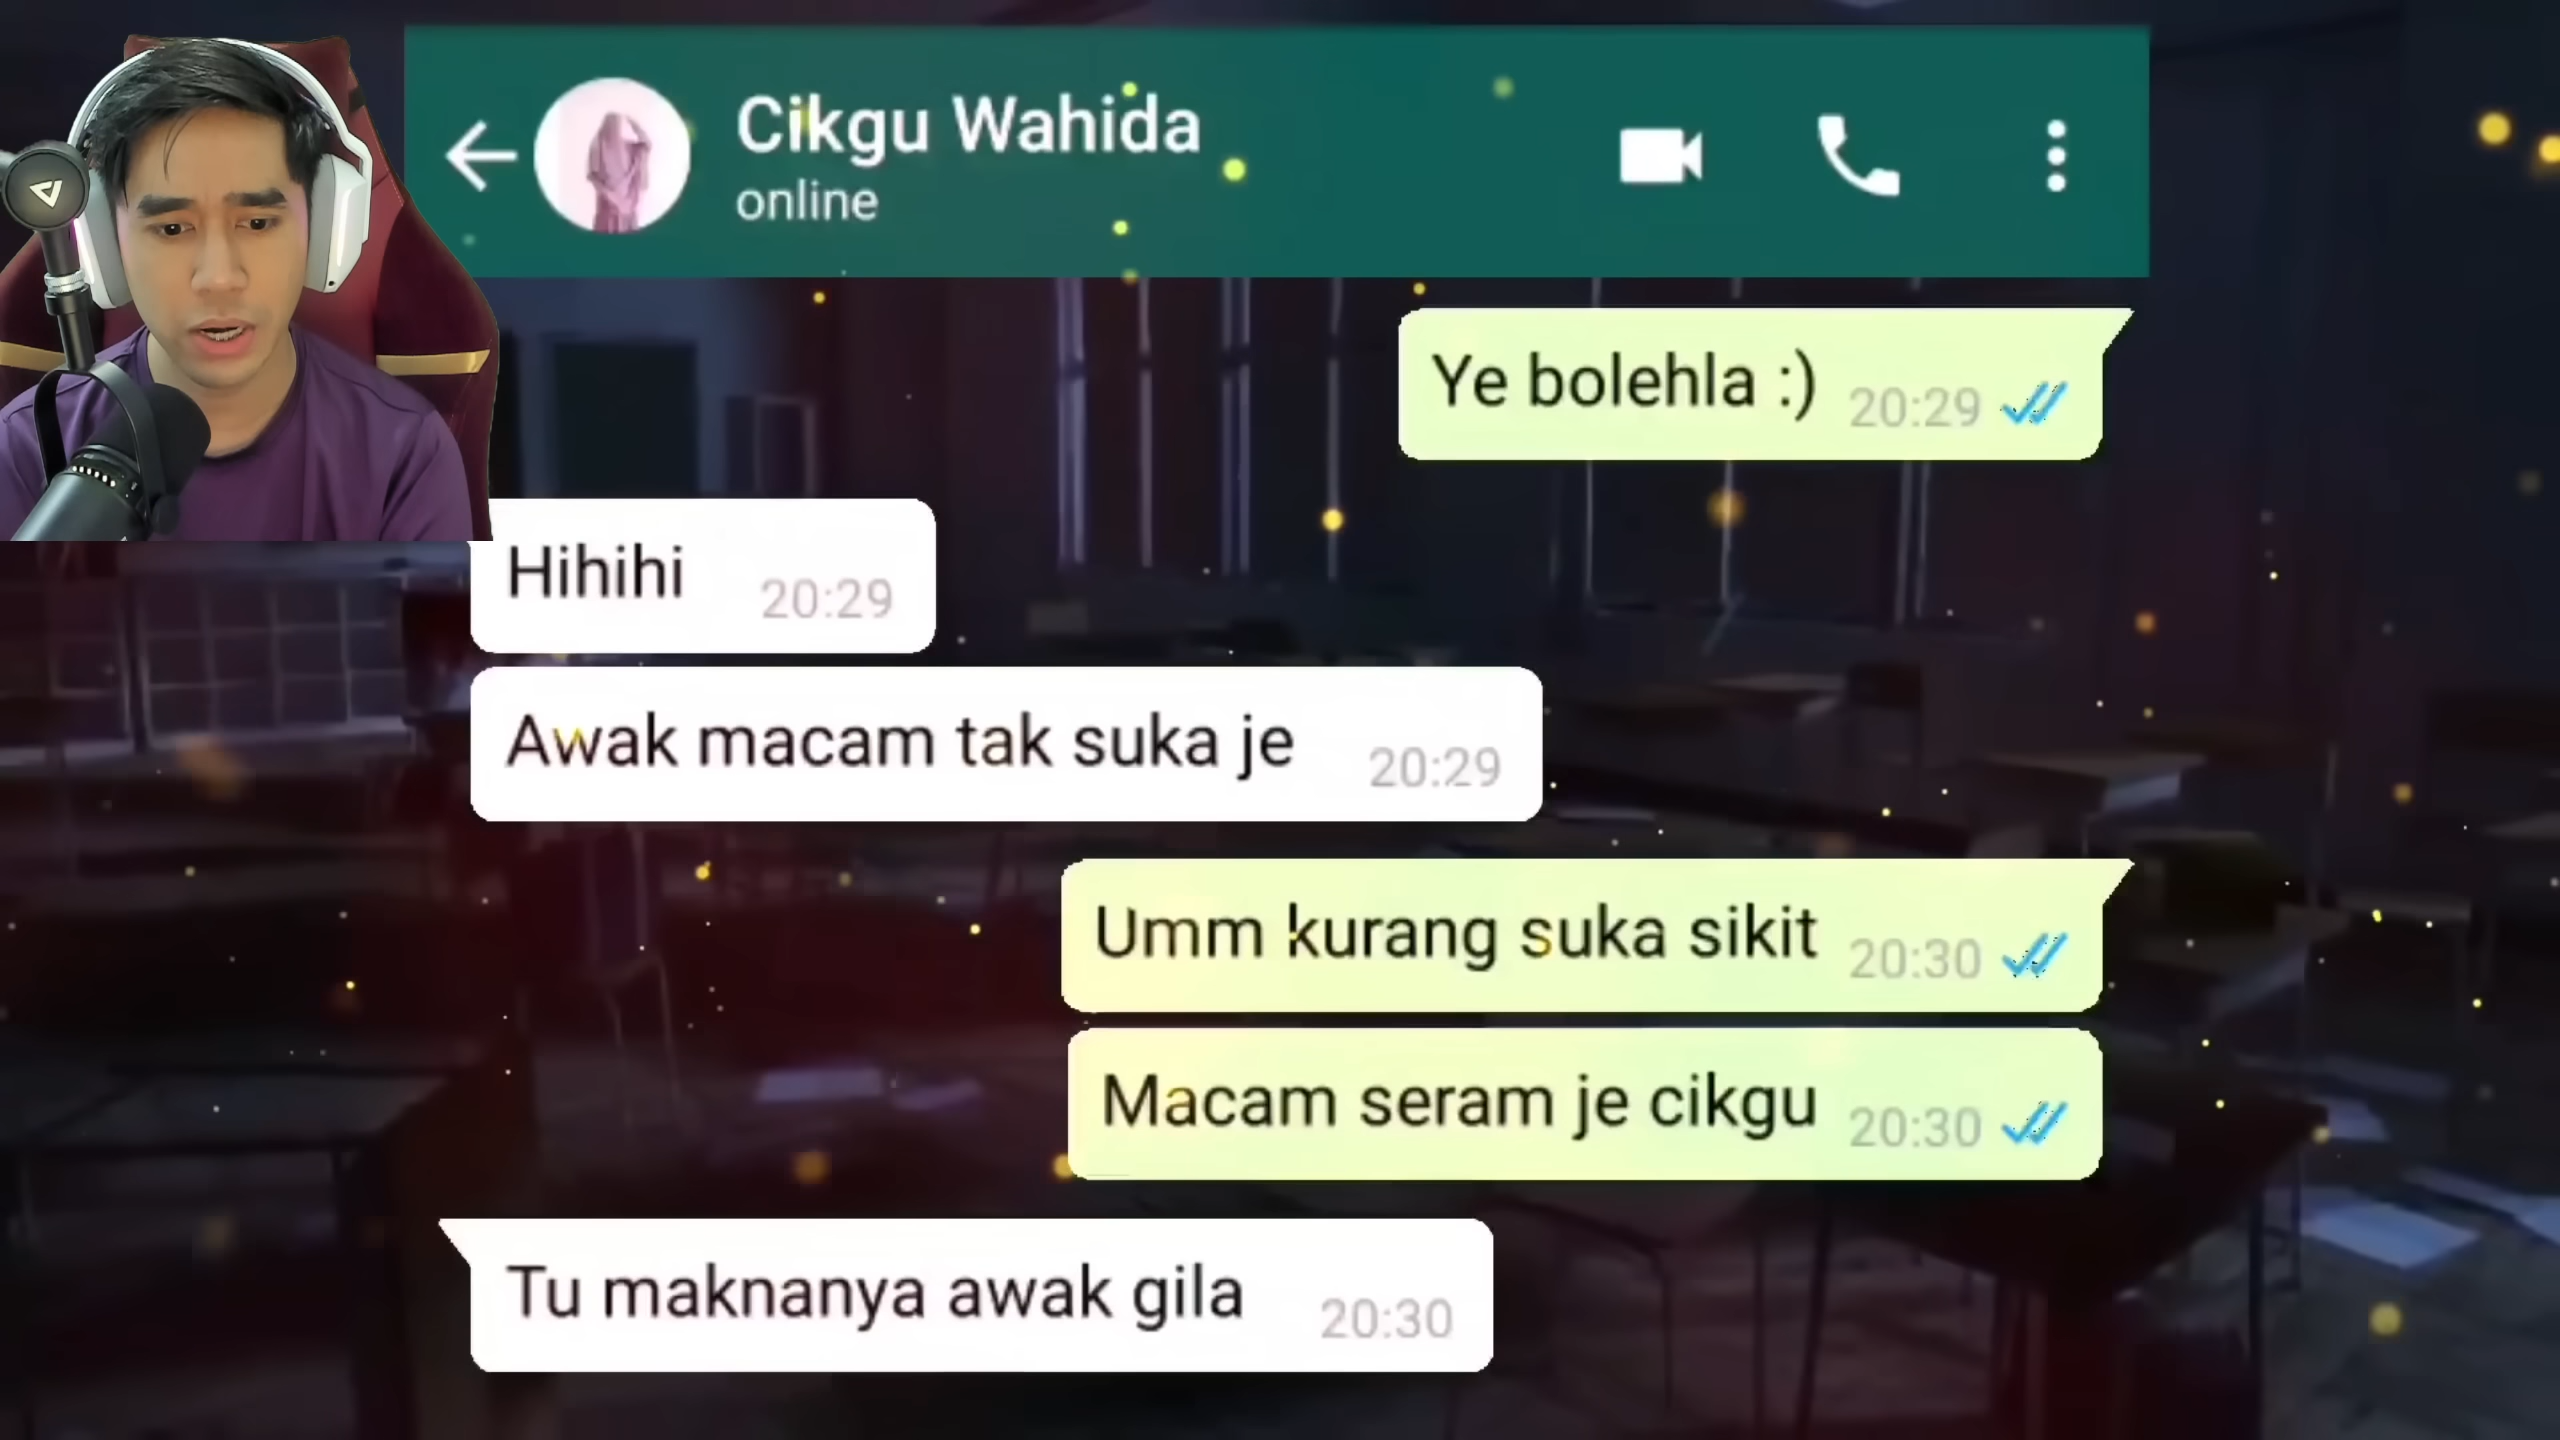 Cikgu Wahida
online
Ye bolehla :) 20:29
Hihihi 20:29
Awak macam tak suka je 20:29
Umm kurang suka sikit 20:30
Macam seram je cikgu 20:30
Tu maknanya awak gila 20:30